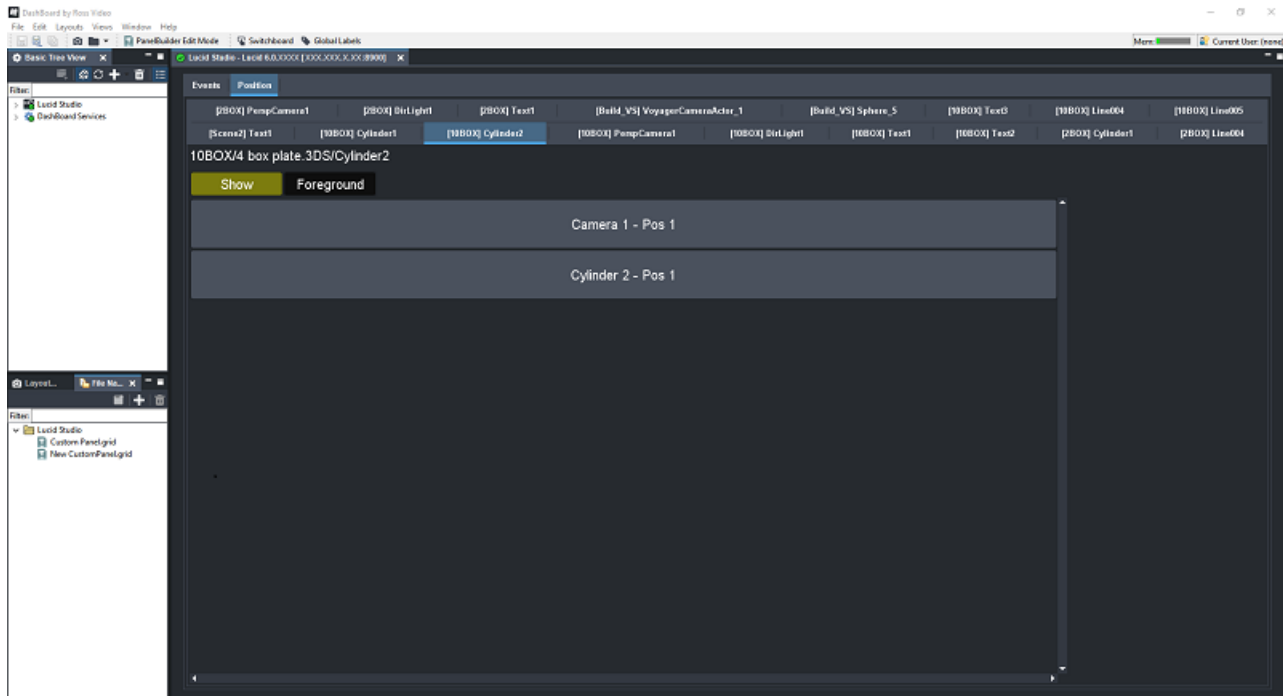 DashBoard by Ross Video
File Edit Layouts Views Window Help
PanelBuilder Edit Mode Switchboard Global Labels
Mem: Current User: (none)
Basic Tree View
Lucid Studio - Lucid 6.0.XXXX [XXX.XXX.X.XX:8900]
Filter:
Lucid Studio
DashBoard Services
Events Position
[2BOX] PerspCamera1 [2BOX] DirLight1 [2BOX] Text1 [Build_VS] VoyagerCameraActor_1 [Build_VS] Sphere_5 [10BOX] Text3 [10BOX] Line004 [10BOX] Line005
[Scene2] Text1 [10BOX] Cylinder1 [10BOX] Cylinder2 [10BOX] PerspCamera1 [10BOX] DirLight1 [10BOX] Text1 [10BOX] Text2 [2BOX] Cylinder1 [2BOX] Line004
10BOX/4 box plate.3DS/Cylinder2
Show Foreground
Camera 1 - Pos 1
Cylinder 2 - Pos 1
Layout... File Na...
Filter:
Lucid Studio
Custom Panel.grid
New CustomPanel.grid